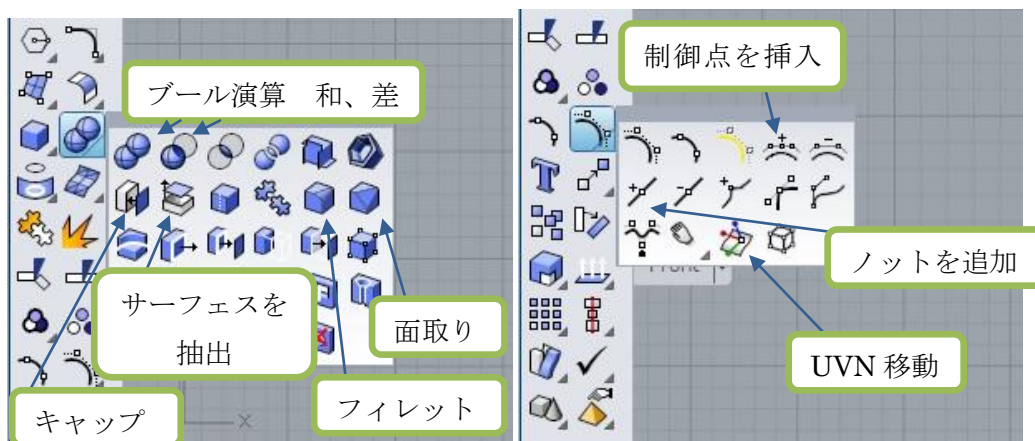 ブール演算　和、差
サーフェスを
抽出
面取り
キャップ
フィレット
x
制御点を挿入
ノットを追加
UVN 移動